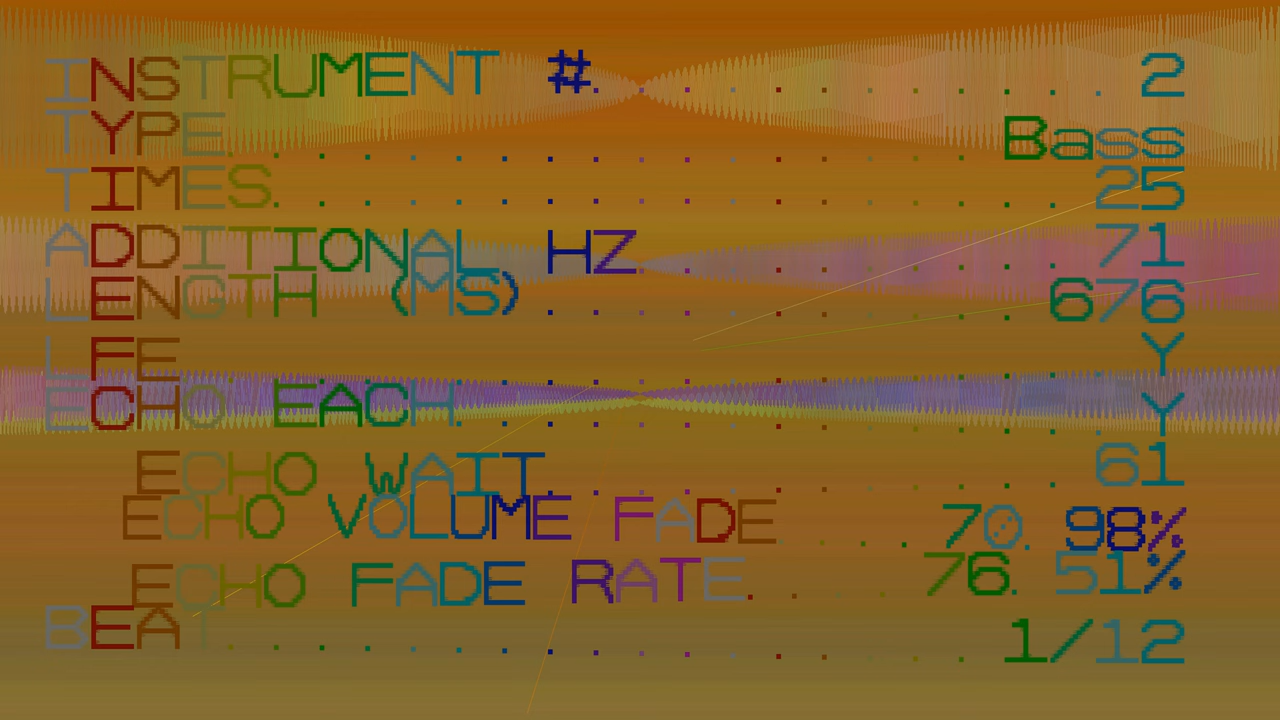 INSTRUMENT #. . . . . . . . . . . . 2
TYPE. . . . . . . . . . . . . . . . . . Bass
TIMES. . . . . . . . . . . . . . . . . . . 25
ADDITIONAL HZ. . . . . . . . . . 71
LENGTH (MS). . . . . . . . . . . . 676
LFE. . . . . . . . . . . . . . . . . . . . . Y
ECHO EACH. . . . . . . . . . . . . . . Y
ECHO WAIT. . . . . . . . . . . . . 61
ECHO VOLUME FADE. . . . 70.98%
ECHO FADE RATE. . . . . 76.51%
BEAT. . . . . . . . . . . . . . . . . . 1/12